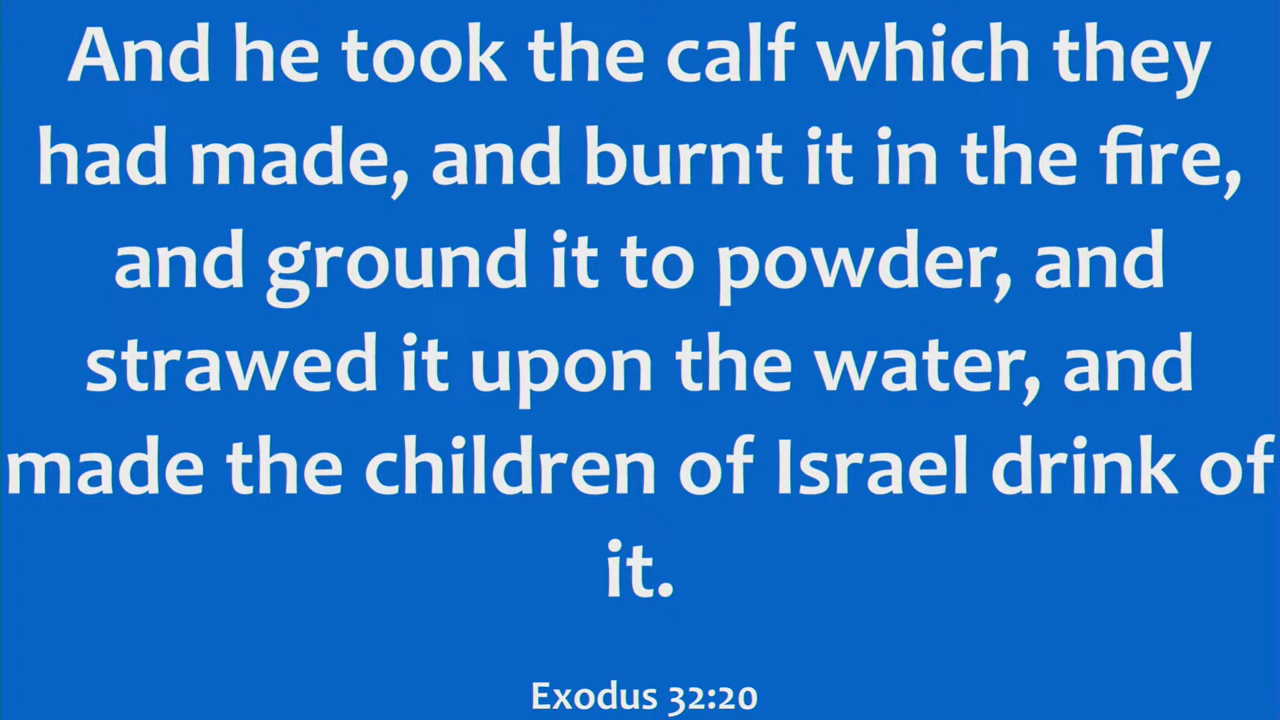 And he took the calf which they
had made, and burnt it in the fire,
and ground it to powder, and
strawed it upon the water, and
made the children of Israel drink of
it.
Exodus 32:20